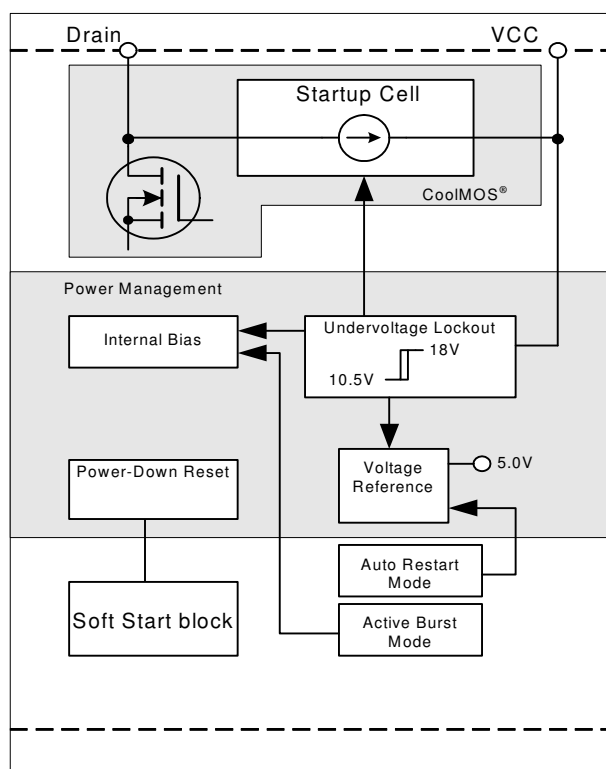 Drain VCC
Startup Cell
CoolMOS®
Power Management
Internal Bias
Undervoltage Lockout
18V
10.5V
Power-Down Reset
Voltage
Reference
5.0V
Soft Start block
Auto Restart
Mode
Active Burst
Mode